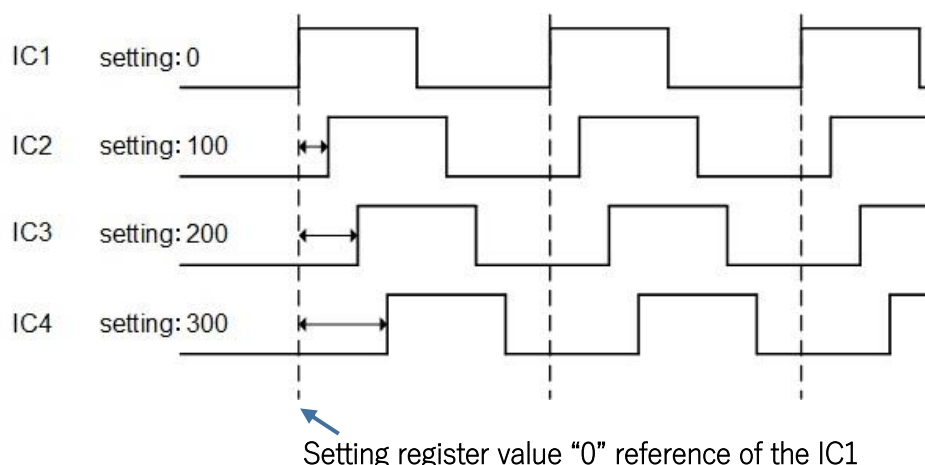 IC1 setting: 0
IC2 setting: 100
IC3 setting: 200
IC4 setting: 300
Setting register value “0” reference of the IC1